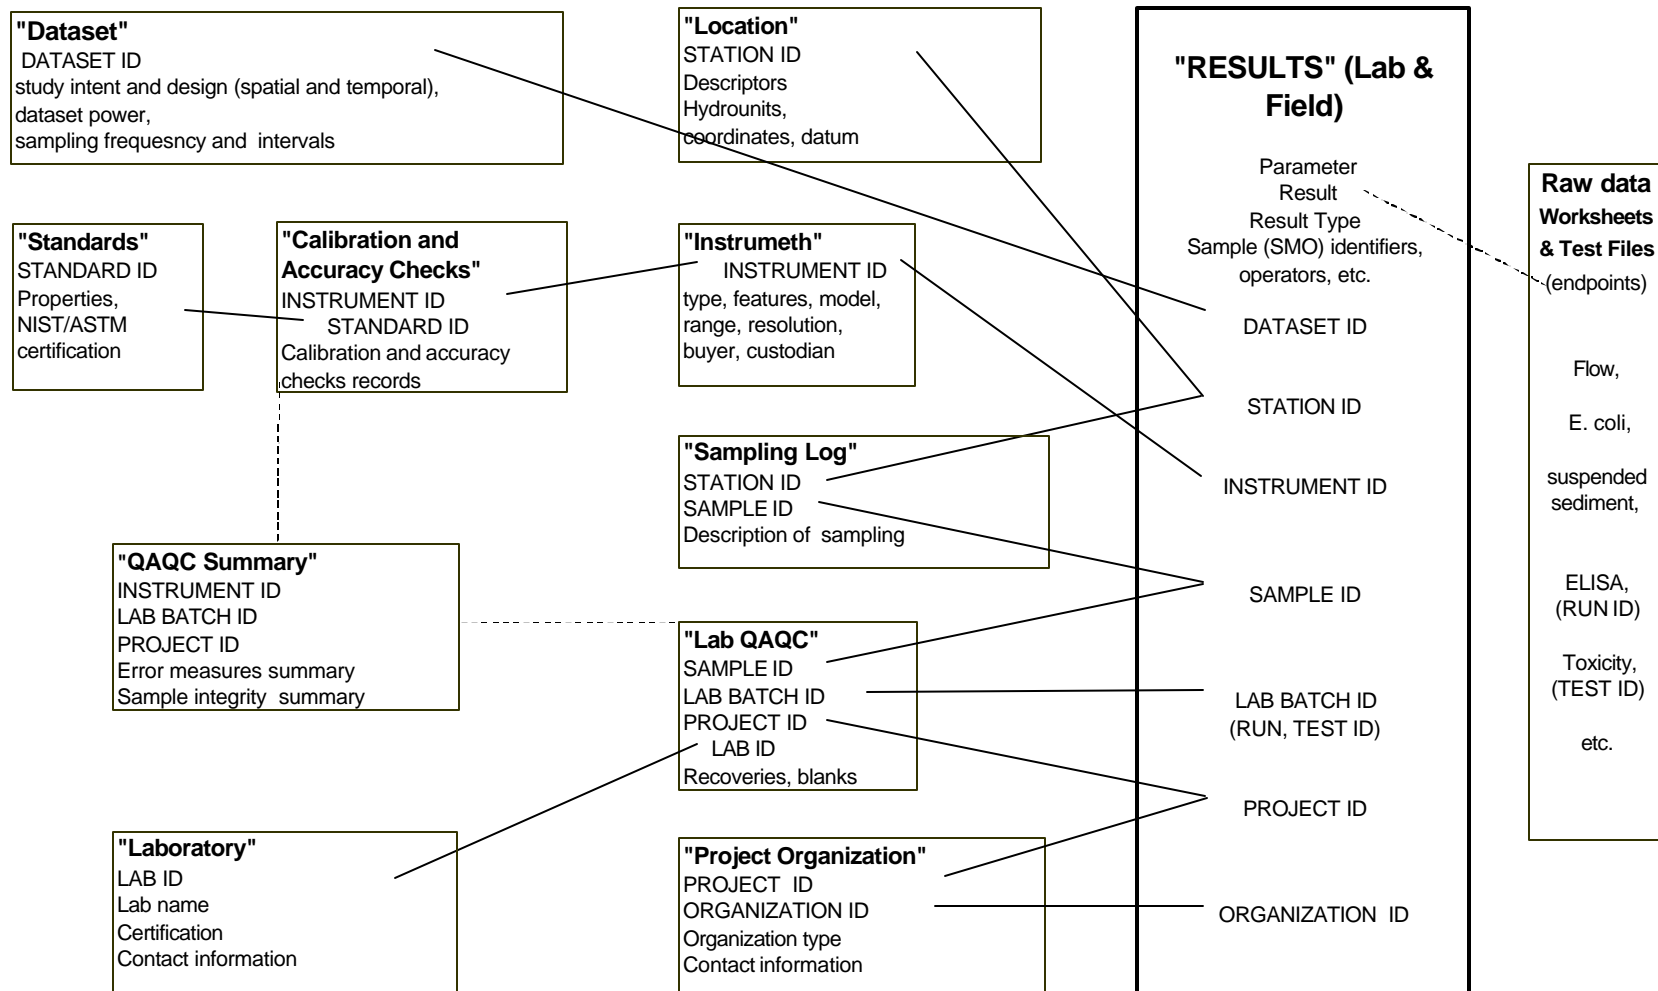 "Dataset"
DATASET ID
study intent and design (spatial and temporal),
dataset power,
sampling frequesncy and intervals
"Location"
STATION ID
Descriptors
Hydrounits,
coordinates, datum
"Standards"
STANDARD ID
Properties,
NIST/ASTM
certification
"Calibration and
Accuracy Checks"
INSTRUMENT ID
STANDARD ID
Calibration and accuracy
checks records
"Instrumeth"
INSTRUMENT ID
type, features, model,
range, resolution,
buyer, custodian
"Sampling Log"
STATION ID
SAMPLE ID
Description of sampling
"QAQC Summary"
INSTRUMENT ID
LAB BATCH ID
PROJECT ID
Error measures summary
Sample integrity summary
"Lab QAQC"
SAMPLE ID
LAB BATCH ID
PROJECT ID
LAB ID
Recoveries, blanks
"Laboratory"
LAB ID
Lab name
Certification
Contact information
"Project Organization"
PROJECT ID
ORGANIZATION ID
Organization type
Contact information
"RESULTS" (Lab &
Field)
Parameter
Result
Result Type
Sample (SMO) identifiers,
operators, etc.
DATASET ID
STATION ID
INSTRUMENT ID
SAMPLE ID
LAB BATCH ID
(RUN, TEST ID)
PROJECT ID
ORGANIZATION ID
Raw data
Worksheets
& Test Files
(endpoints)
Flow,
E. coli,
suspended
sediment,
ELISA,
(RUN ID)
Toxicity,
(TEST ID)
etc.